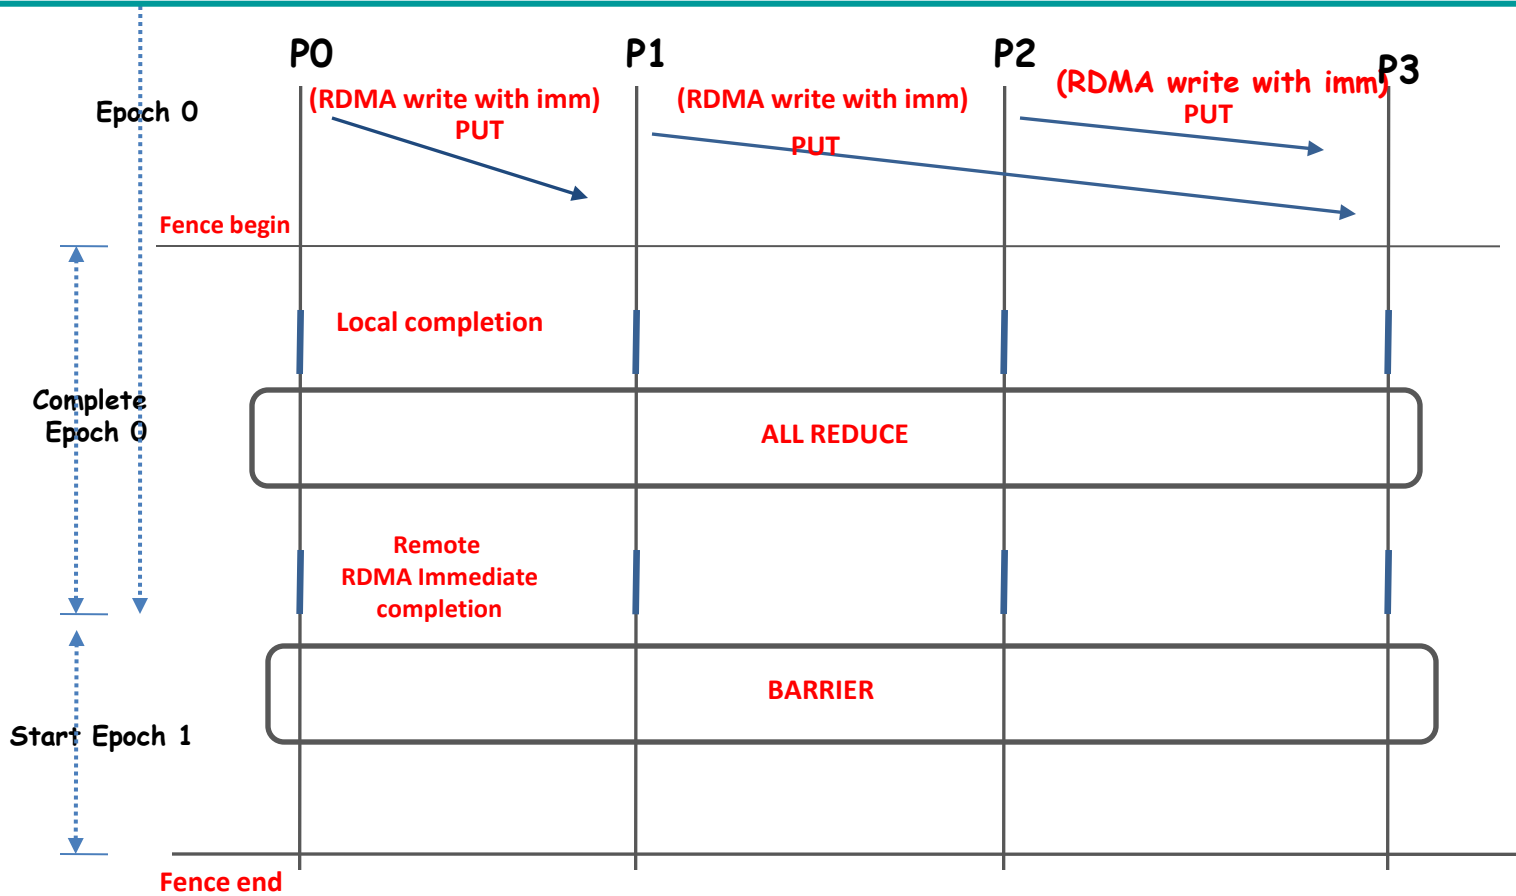 P0
P1
P2
P3
Epoch 0
(RDMA write with imm)
PUT
(RDMA write with imm)
PUT
(RDMA write with imm)
PUT
Fence begin
Local completion
Complete
Epoch 0
ALL REDUCE
Remote
RDMA Immediate
completion
BARRIER
Start Epoch 1
Fence end